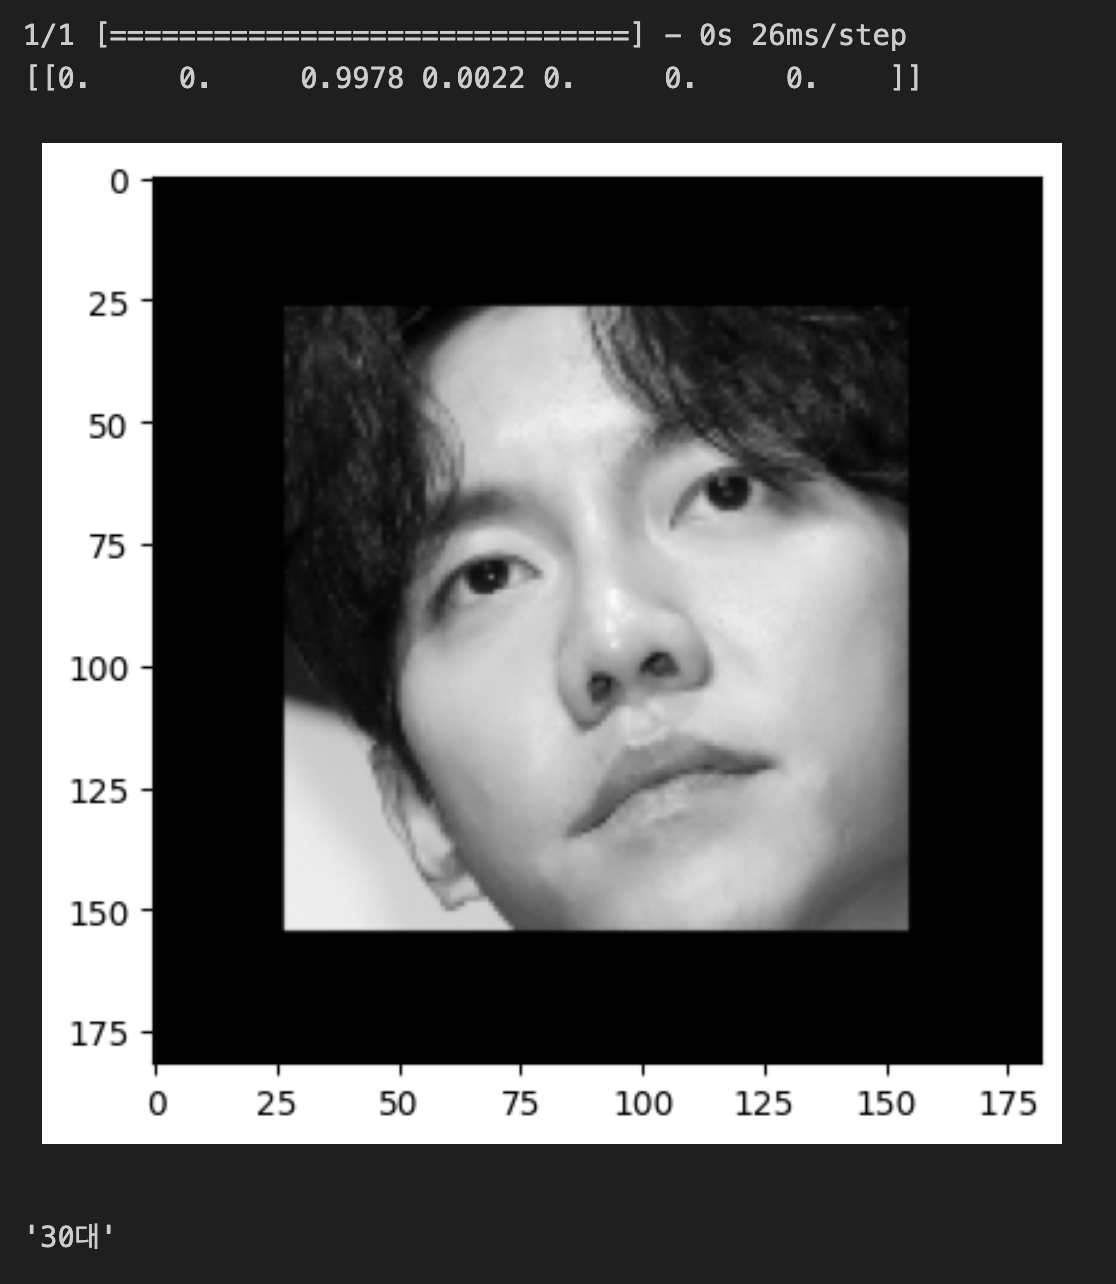 1/1 [==============================] - 0s 26ms/step
[[0.     0.     0.9978 0.0022 0.     0.     0.    ]]
0
25
50
75
100
125
150
175
0 25 50 75 100 125 150 175
'30대'